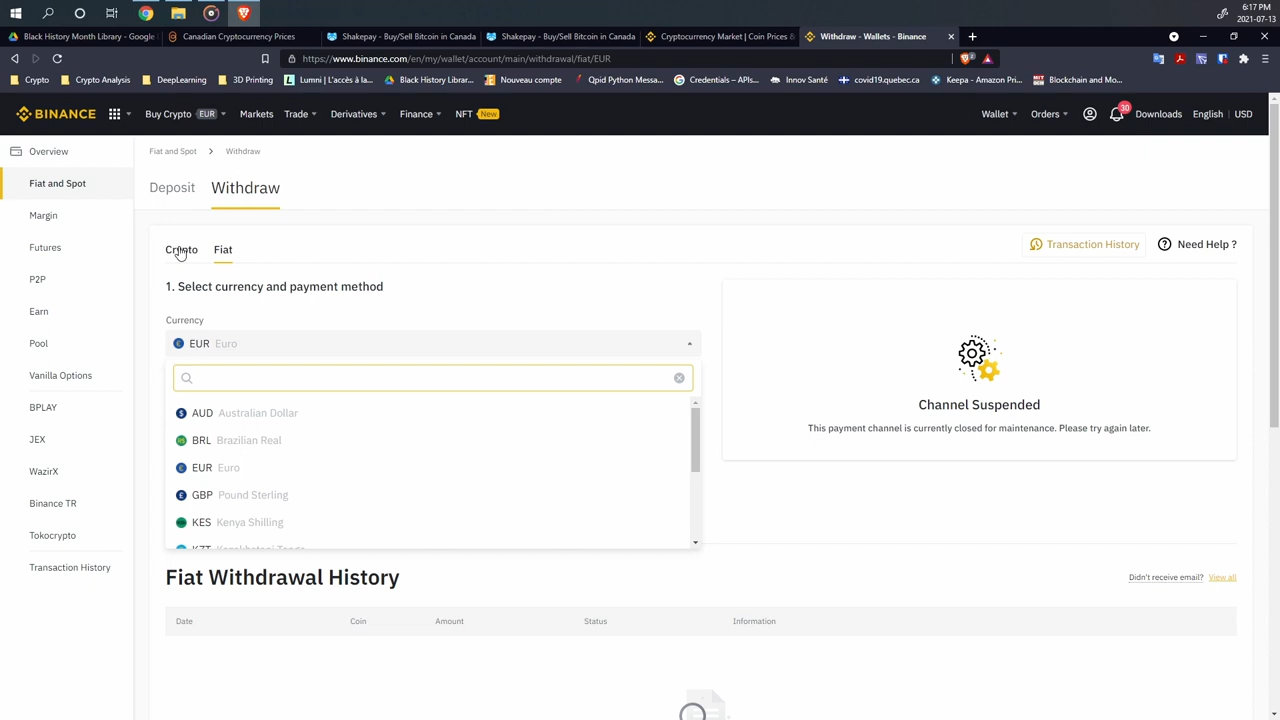 6:17 PM
2021-07-13
Black History Month Library - Google
Canadian Cryptocurrency Prices
Shakepay - Buy/Sell Bitcoin in Canada
Shakepay - Buy/Sell Bitcoin in Canada
Cryptocurrency Market | Coin Prices &
Withdraw - Wallets - Binance
https://www.binance.com/en/my/wallet/account/main/withdrawal/fiat/EUR
Crypto
Crypto Analysis
DeepLearning
3D Printing
Lumni | L'accès à la...
Black History Librar...
Nouveau compte
Qpid Python Messa...
Credentials – APIs...
Innov Santé
covid19.quebec.ca
Keepa - Amazon Pri...
Blockchain and Mo...
BINANCE
Buy Crypto EUR
Markets
Trade
Derivatives
Finance
NFT New
Wallet
Orders
30
Downloads
English | USD
Overview
Fiat and Spot
Margin
Futures
P2P
Earn
Pool
Vanilla Options
BPLAY
JEX
WazirX
Binance TR
Tokocrypto
Transaction History
Fiat and Spot > Withdraw
Deposit
Withdraw
Crypto
Fiat
Transaction History
Need Help ?
1. Select currency and payment method
Currency
EUR Euro
AUD Australian Dollar
BRL Brazilian Real
EUR Euro
GBP Pound Sterling
KES Kenya Shilling
Channel Suspended
This payment channel is currently closed for maintenance. Please try again later.
Fiat Withdrawal History
Didn't receive email?
View all
Date
Coin
Amount
Status
Information